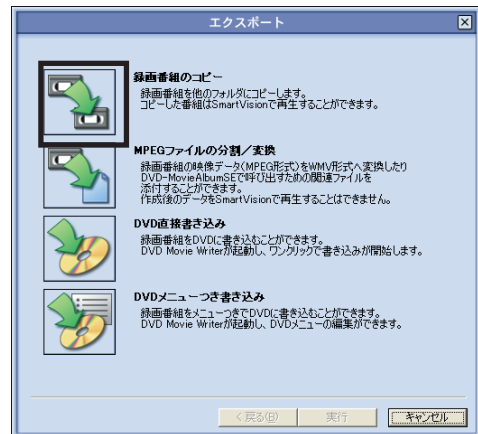 エクスポート
録画番組のコピー
録画番組を他のフォルダにコピーします。
コピーした番組はSmartVisionで再生することができます。
MPEGファイルの分割／変換
録画番組の映像データ(MPEG形式)をWMV形式へ変換したり
DVD-MovieAlbumSEで呼び出すための関連ファイルを
添付することができます。
作成後のデータをSmartVisionで再生することはできません。
DVD直接書き込み
録画番組をDVDに書き込むことができます。
DVD Movie Writerが起動し、ワンクリックで書き込みが開始します。
DVDメニューつき書き込み
録画番組をメニューつきでDVDに書き込むことができます。
DVD Movie Writerが起動し、DVDメニューの編集ができます。
< 戻る(B) 実行 キャンセル